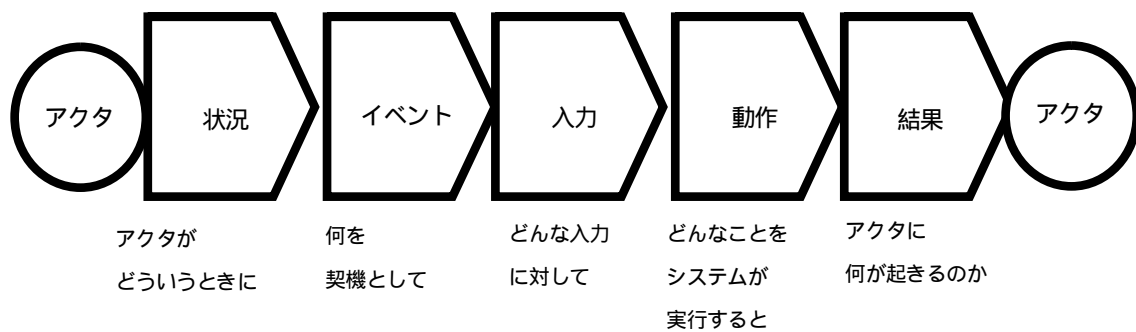 アクタ
状況
イベント
入力
動作
結果
アクタ
アクタが
どういうときに
何を
契機として
どんな入力
に対して
どんなことを
システムが
実行すると
アクタに
何が起きるのか